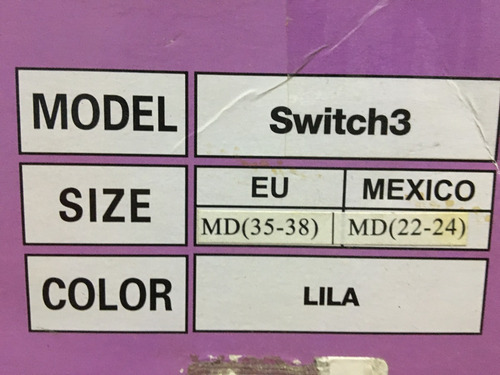 MODEL Switch3
SIZE EU MEXICO
MD(35-38) MD(22-24)
COLOR LILA